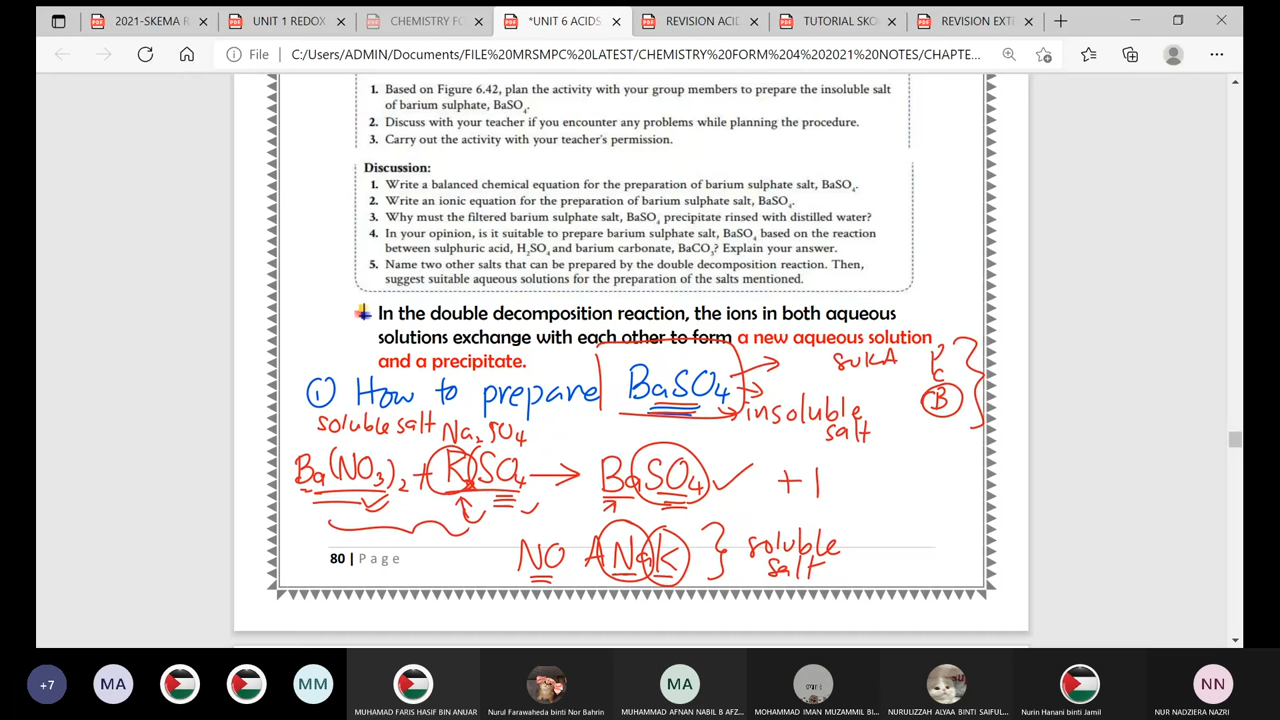 2021-SKEMA R
UNIT 1 REDOX
CHEMISTRY FO
*UNIT 6 ACIDS
REVISION ACID
TUTORIAL SKO
REVISION EXT
File
C:/Users/ADMIN/Documents/FILE%20MRSMPC%20LATEST/CHEMISTRY%20FORM%204%202021%20NOTES/CHAPTE...
1. Based on Figure 6.42, plan the activity with your group members to prepare the insoluble salt
of barium sulphate, BaSO4.
2. Discuss with your teacher if you encounter any problems while planning the procedure.
3. Carry out the activity with your teacher's permission.
Discussion:
1. Write a balanced chemical equation for the preparation of barium sulphate salt, BaSO4.
2. Write an ionic equation for the preparation of barium sulphate salt, BaSO4.
3. Why must the filtered barium sulphate salt, BaSO4 precipitate rinsed with distilled water?
4. In your opinion, is it suitable to prepare barium sulphate salt, BaSO4 based on the reaction
between sulphuric acid, H2SO4 and barium carbonate, BaCO3? Explain your answer.
5. Name two other salts that can be prepared by the double decomposition reaction. Then,
suggest suitable aqueous solutions for the preparation of the salts mentioned.
In the double decomposition reaction, the ions in both aqueous
solutions exchange with each other to form a new aqueous solution
and a precipitate.
① How to prepare BaSO4
SUKA
B
insoluble
salt
soluble salt
Na2SO4
Ba(NO3)2 + K2SO4 → BaSO4 ✓ +
NO ANaK } soluble
salt
80 | Page
+7
MA
MM
MUHAMAD FARIS HASIF BIN ANUAR
Nurul Farawaheda binti Nor Bahrin
MA
MUHAMMAD AFNAN NABIL B AFZ...
MOHAMMAD IMAN MUZAMMIL BI...
NURULIZZAH ALYAA BINTI SAIFUL...
Nurin Hanani binti Jamil
NN
NUR NADZIERA NAZRI